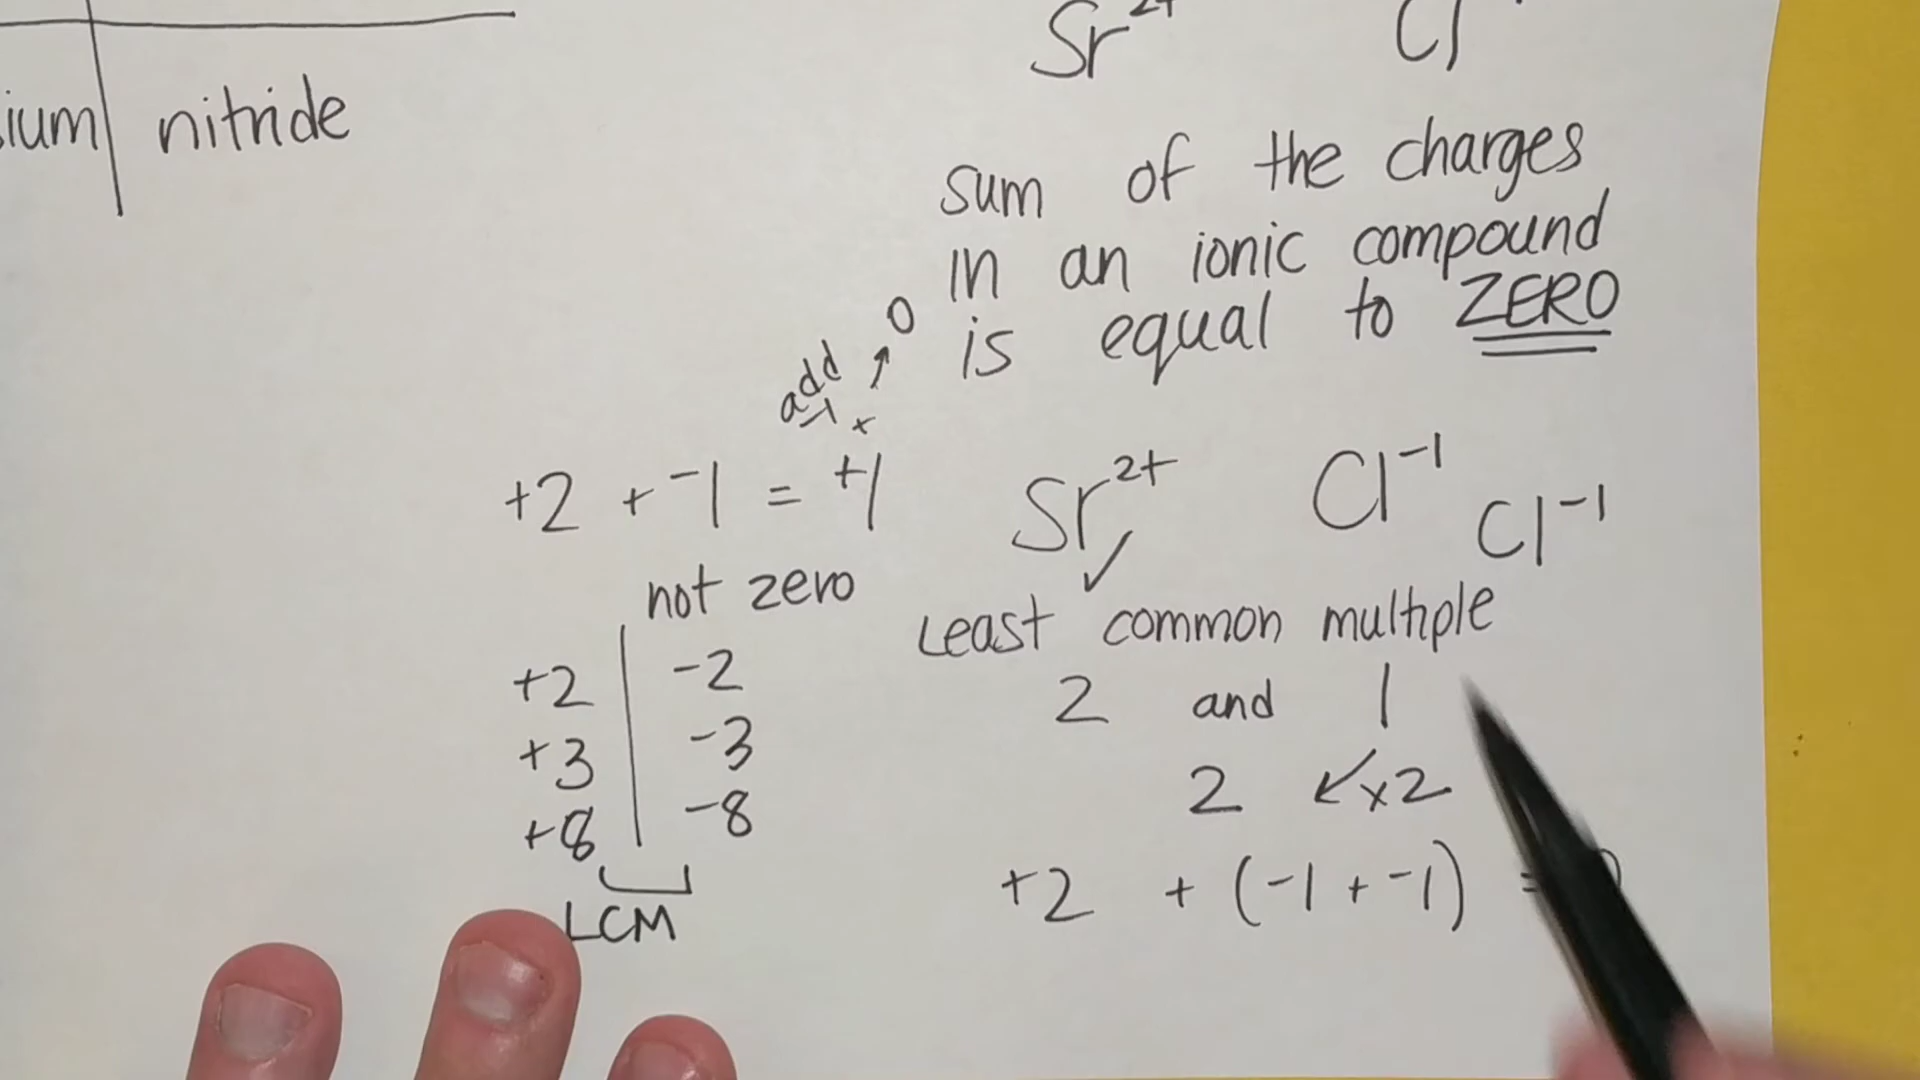 Sr²⁺ Cl
ium nitride
sum of the charges
in an ionic compound
is equal to ZERO
0
add
-1
+2 + -1 = +1
not zero
+2 -2
+3 -3
+8 -8
LCM
Sr²⁺ Cl⁻¹ Cl⁻¹
Least common multiple
2 and 1
2 x2
+2 + (-1 + -1) =